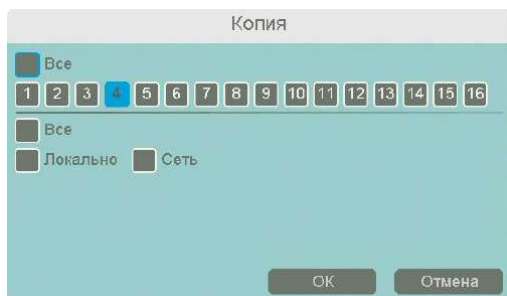 Копия
Все
1 2 3 4 5 6 7 8 9 10 11 12 13 14 15 16
Все
Локально Сеть
OK Отмена